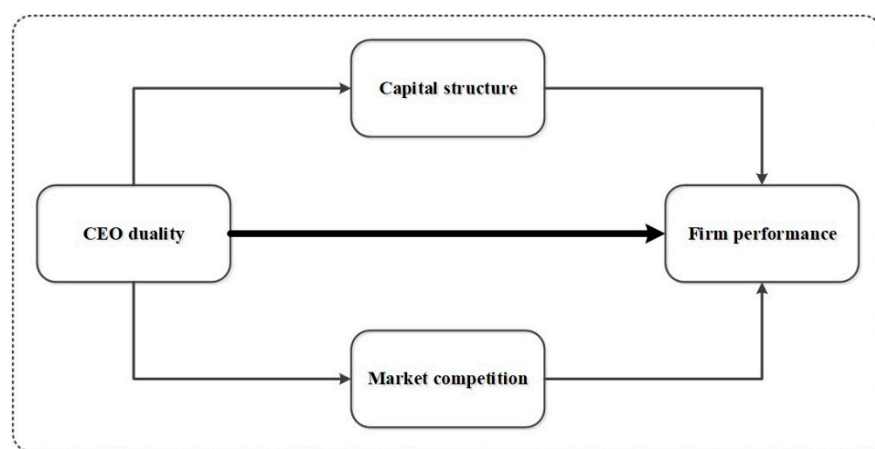 Capital structure
CEO duality
Firm performance
Market competition